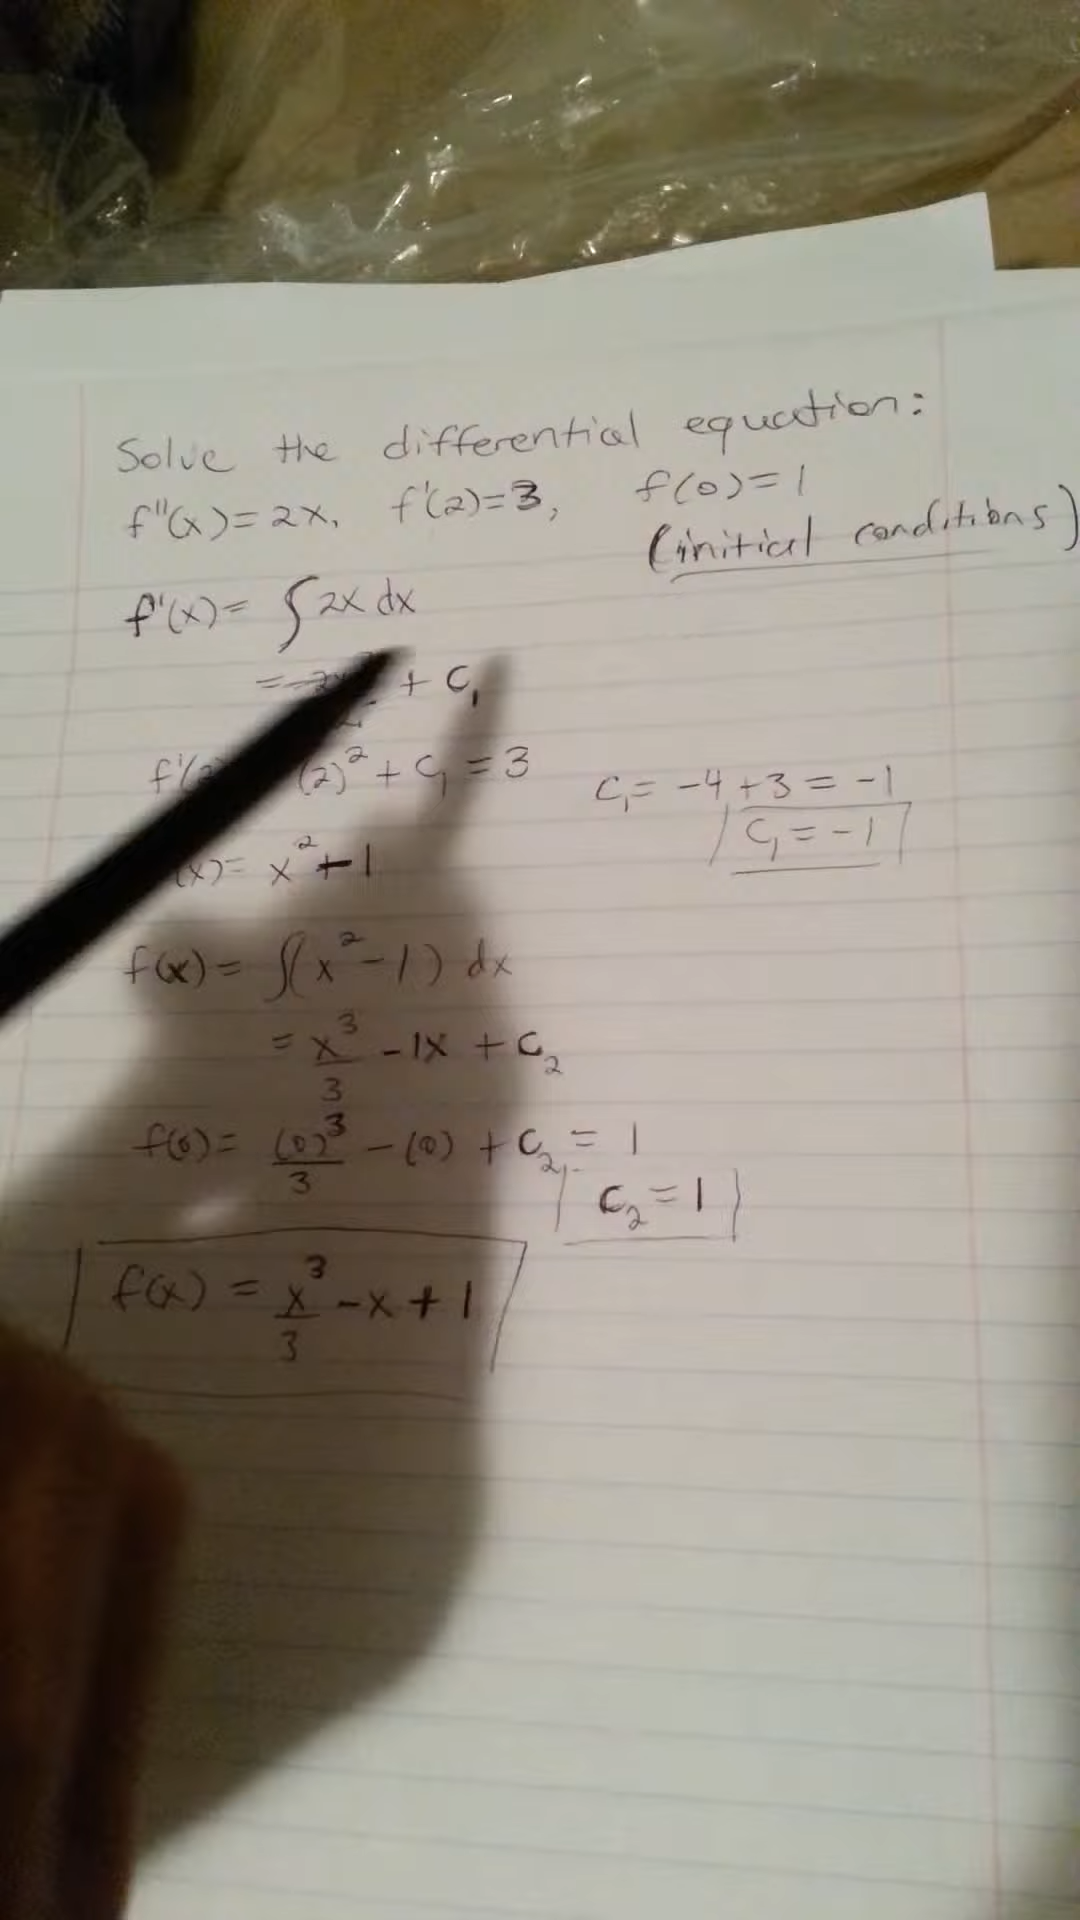 Solve the differential equation:
f''(x)=2x, f'(2)=3, f(0)=1
(initial conditions)
f'(x)= ∫2x dx
+ C₁
(2)²+C₁=3
C₁= -4+3 = -1
C₁=-1
(x)= x²-1
f(x)= ∫(x²-1) dx
= x³/3 -1x +C₂
f(0)= (0)³/3 -(0) +C₂= 1
C₂=1
f(x) = x³/3 -x+1